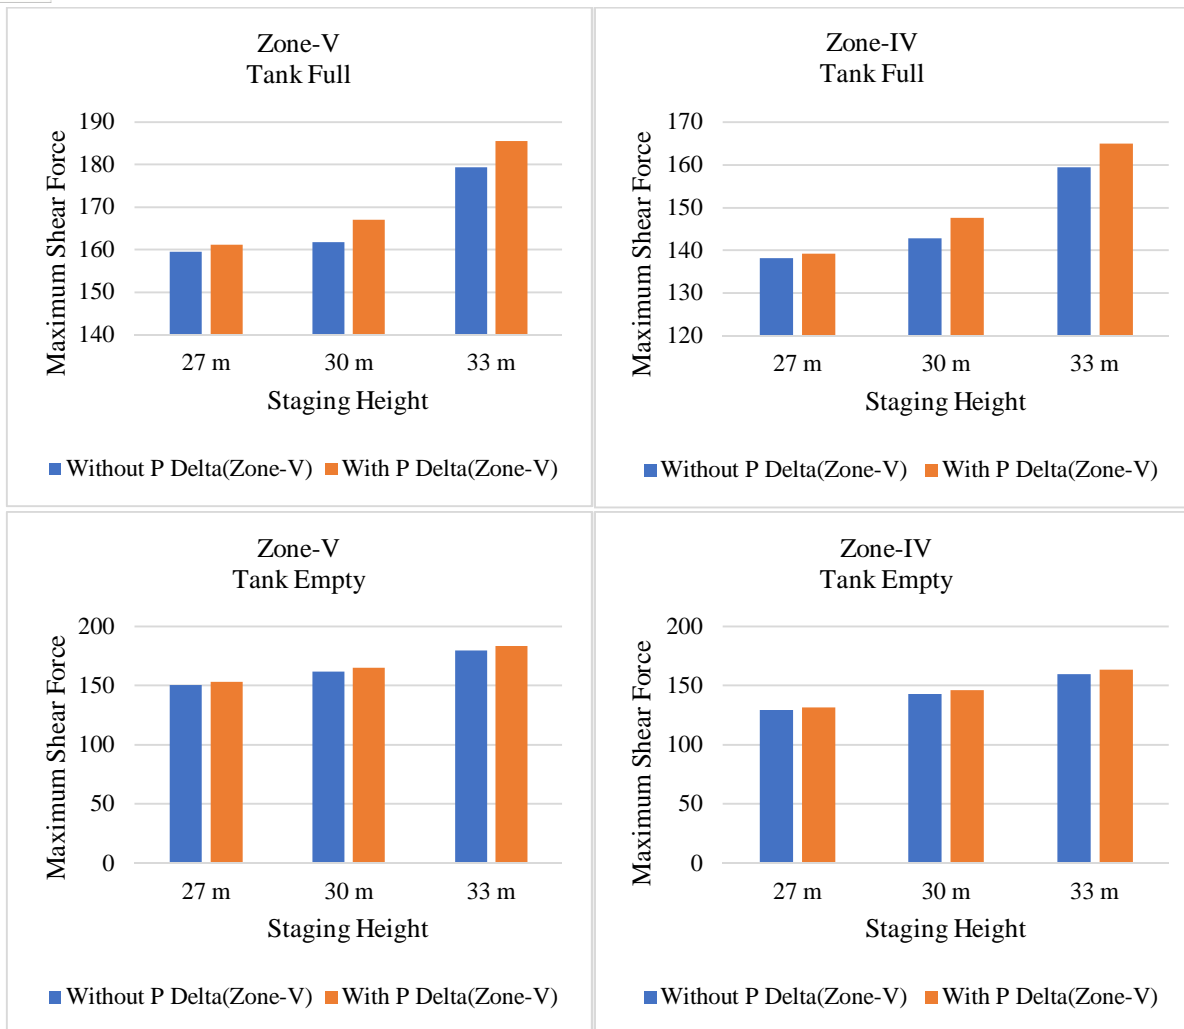 Zone-V
Tank Full
Maximum Shear Force
190
180
170
160
150
140
27 m 30 m 33 m
Staging Height
Without P Delta(Zone-V) With P Delta(Zone-V)
Zone-IV
Tank Full
Maximum Shear Force
170
160
150
140
130
120
27 m 30 m 33 m
Staging Height
Without P Delta(Zone-V) With P Delta(Zone-V)
Zone-V
Tank Empty
Maximum Shear Force
200
150
100
50
0
27 m 30 m 33 m
Staging Height
Without P Delta(Zone-V) With P Delta(Zone-V)
Zone-IV
Tank Empty
Maximum Shear Force
200
150
100
50
0
27 m 30 m 33 m
Staging Height
Without P Delta(Zone-V) With P Delta(Zone-V)